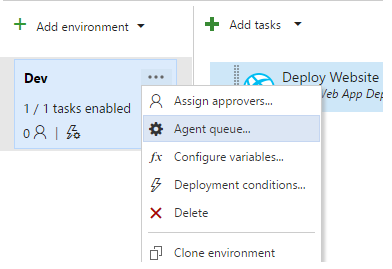 Add environment
Add tasks
Dev
1 / 1 tasks enabled
0
Deploy Website
Web App Dep
Assign approvers...
Agent queue...
fx Configure variables...
Deployment conditions...
Delete
Clone environment